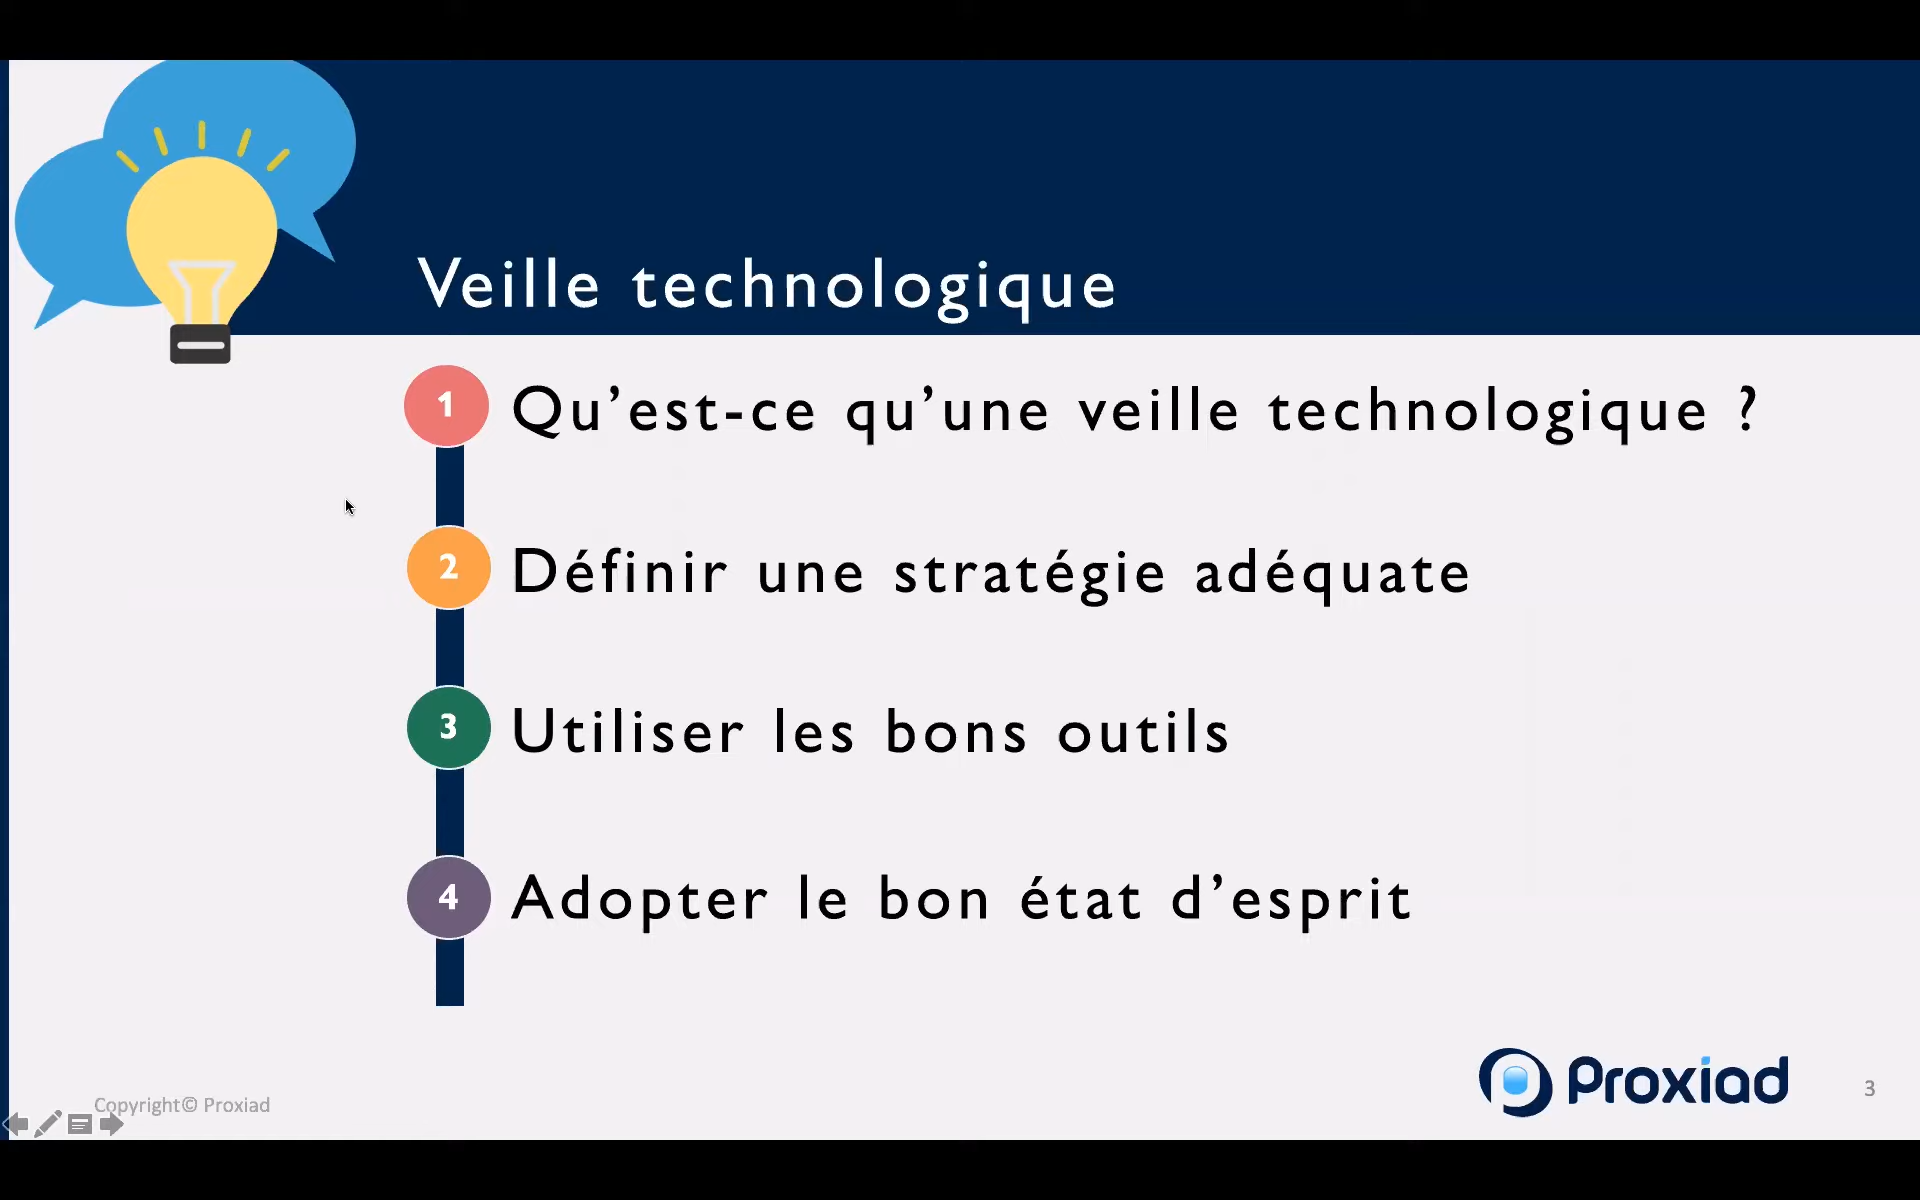 Veille technologique
1 Qu’est-ce qu’une veille technologique ?
2 Définir une stratégie adéquate
3 Utiliser les bons outils
4 Adopter le bon état d’esprit
Proxiad
3
Copyright© Proxiad